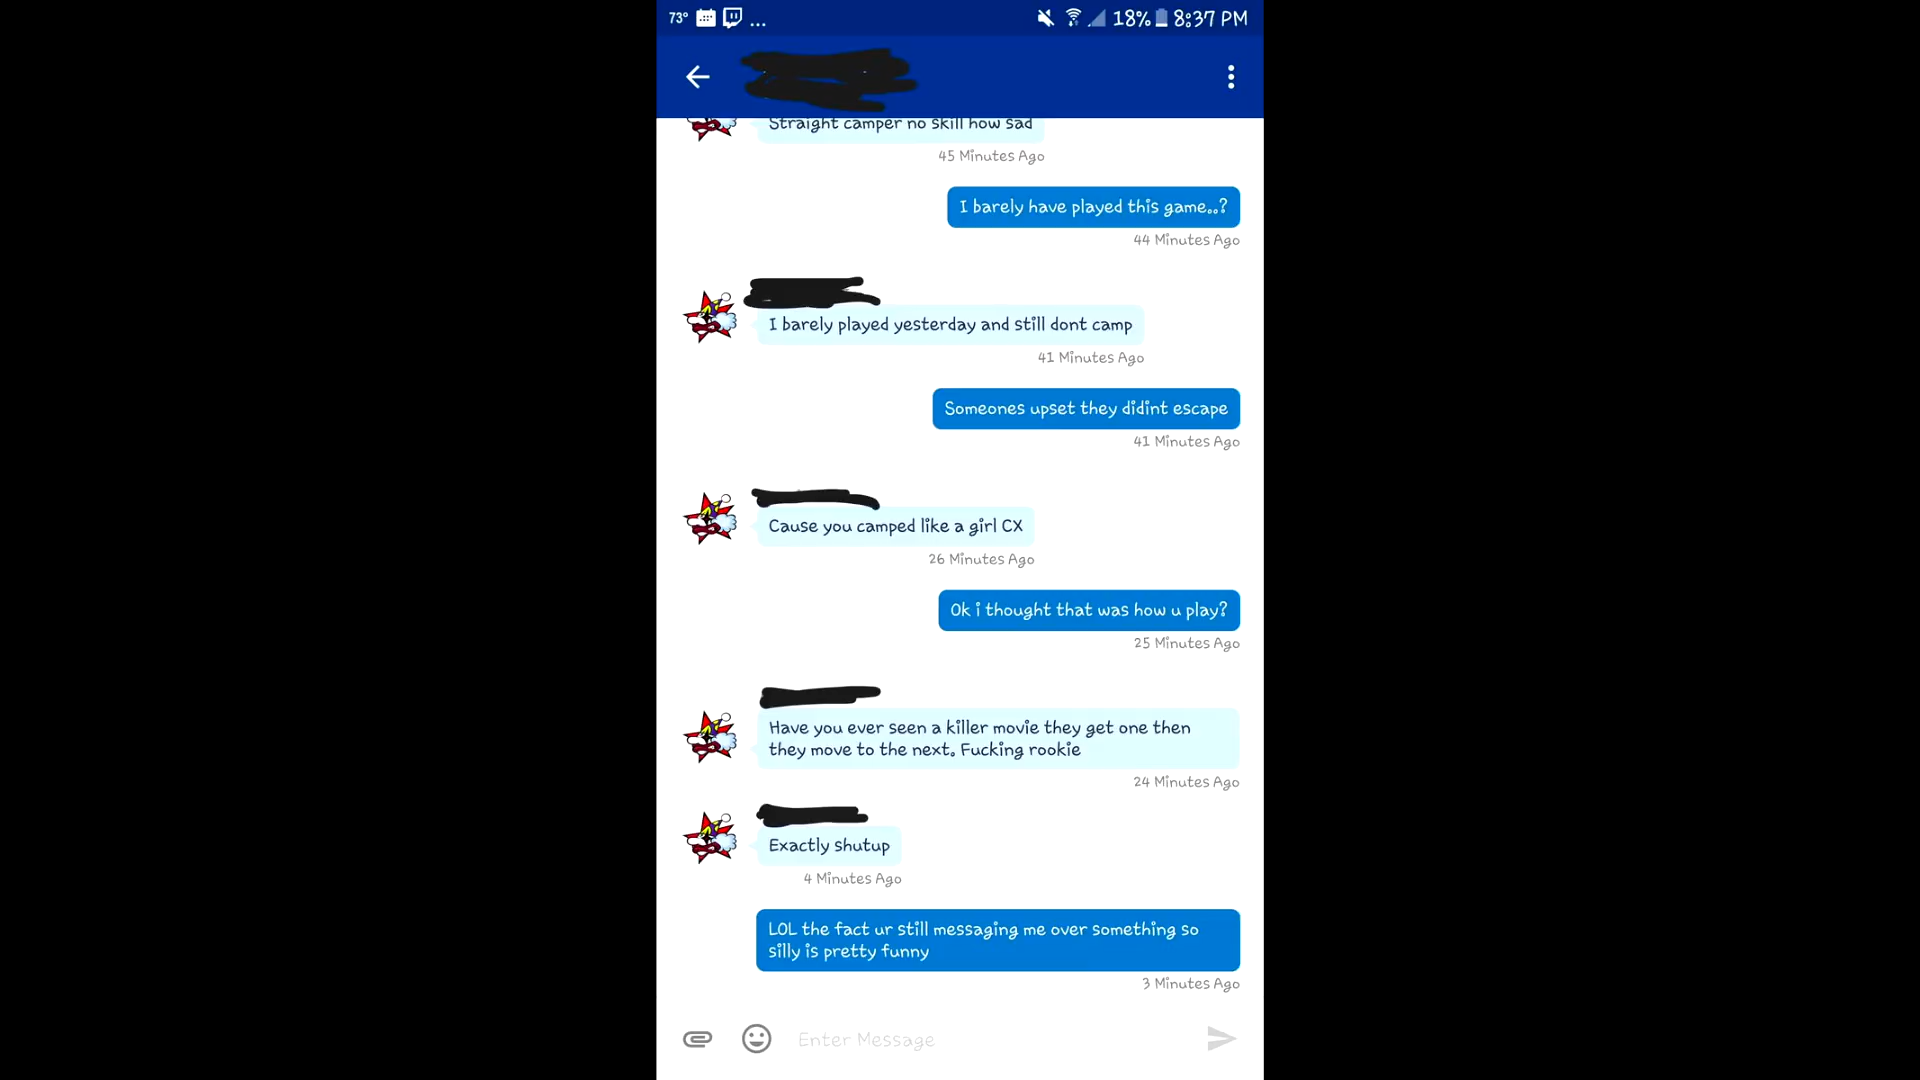 73° ... 18% 8:37 PM
Straight camper no skill how sad
45 Minutes Ago
I barely have played this game..?
44 Minutes Ago
I barely played yesterday and still dont camp
41 Minutes Ago
Someones upset they didint escape
41 Minutes Ago
Cause you camped like a girl CX
26 Minutes Ago
Ok i thought that was how u play?
25 Minutes Ago
Have you ever seen a killer movie they get one then
they move to the next. Fucking rookie
24 Minutes Ago
Exactly shutup
4 Minutes Ago
LOL the fact ur still messaging me over something so
silly is pretty funny
3 Minutes Ago
Enter Message